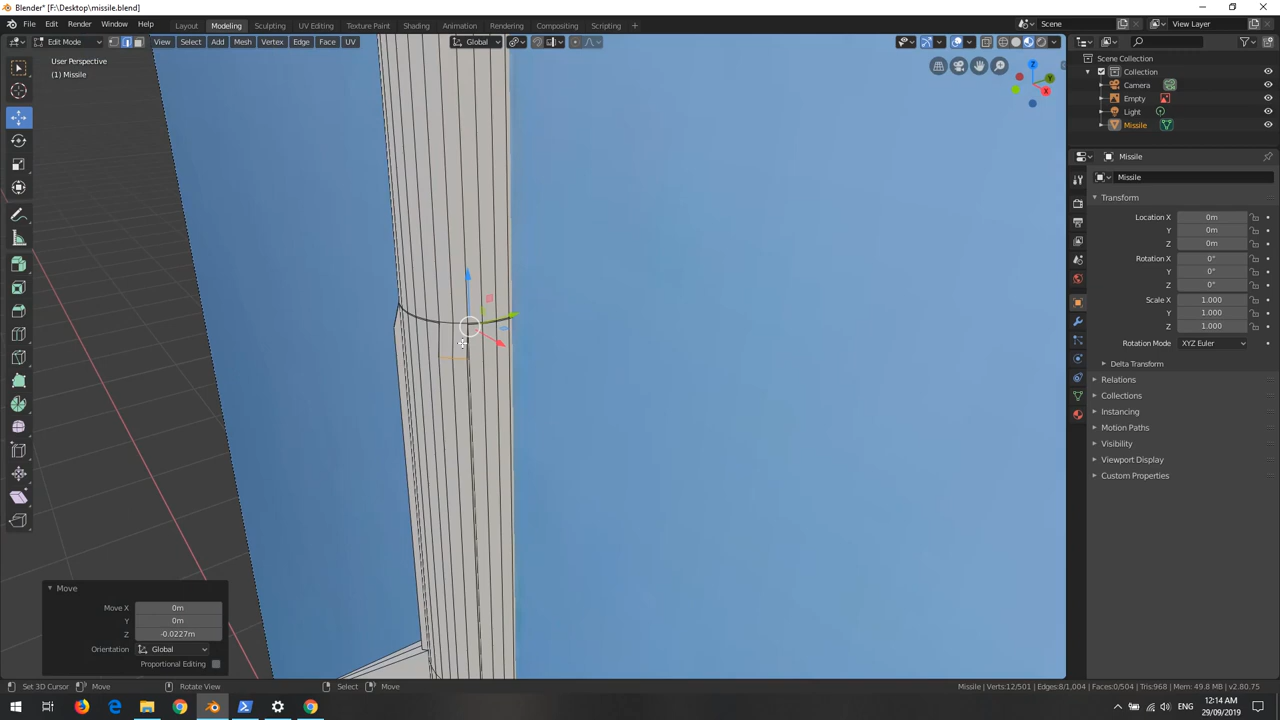 Blender* [F:\Desktop\missile.blend]
File Edit Render Window Help Layout Modeling Sculpting UV Editing Texture Paint Shading Animation Rendering Compositing Scripting + Scene View Layer
Edit Mode View Select Add Mesh Vertex Edge Face UV Global
User Perspective
(1) Missile
Z
Y
X
Scene Collection
Collection
Camera
Empty
Light
Missile
Missile
Missile
Transform
Location X 0m
Y 0m
Z 0m
Rotation X 0°
Y 0°
Z 0°
Scale X 1.000
Y 1.000
Z 1.000
Rotation Mode XYZ Euler
Delta Transform
Relations
Collections
Instancing
Motion Paths
Visibility
Viewport Display
Custom Properties
Move
Move X 0m
Y 0m
Z -0.0227m
Orientation Global
Proportional Editing
Set 3D Cursor Move Rotate View Select Move Missile | Verts:12/501 | Edges:8/1,004 | Faces:0/504 | Tris:968 | Mem: 49.8 MB | v2.80.75
ENG
12:14 AM
29/09/2019